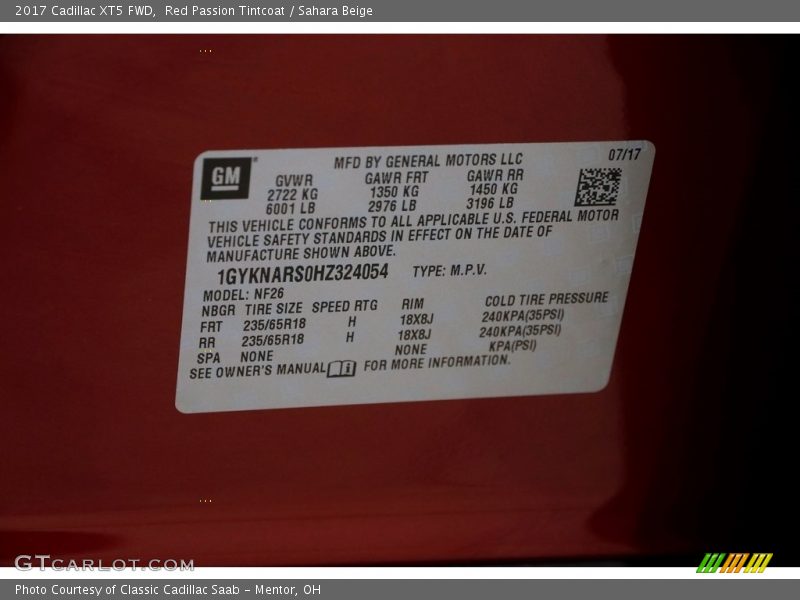 2017 Cadillac XT5 FWD,  Red Passion Tintcoat / Sahara Beige
GM
MFD BY GENERAL MOTORS LLC
07/17
GVWR GAWR FRT GAWR RR
2722 KG 1350 KG 1450 KG
6001 LB 2976 LB 3196 LB
THIS VEHICLE CONFORMS TO ALL APPLICABLE U.S. FEDERAL MOTOR
VEHICLE SAFETY STANDARDS IN EFFECT ON THE DATE OF
MANUFACTURE SHOWN ABOVE.
1GYKNARS0HZ324054 TYPE: M.P.V.
MODEL: NF26
NBGR TIRE SIZE SPEED RTG RIM COLD TIRE PRESSURE
FRT 235/65R18 H 18X8J 240KPA(35PSI)
RR 235/65R18 H 18X8J 240KPA(35PSI)
SPA NONE NONE KPA(PSI)
SEE OWNER'S MANUAL FOR MORE INFORMATION.
GTCARLOT.COM
Photo Courtesy of Classic Cadillac Saab - Mentor, OH